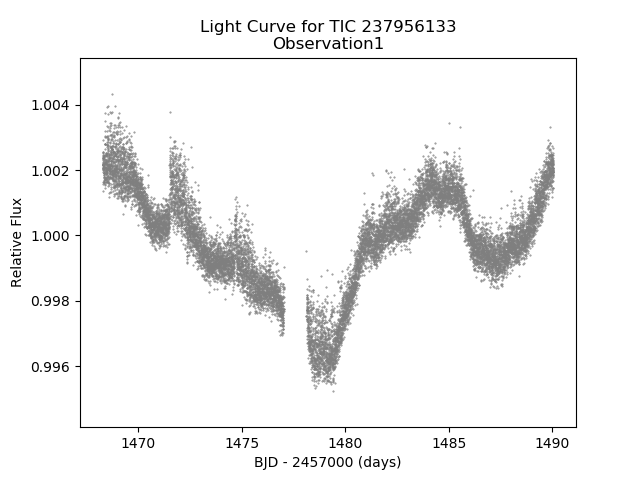 Light Curve for TIC 237956133
Observation1
1.004
1.002
1.000
0.998
0.996
Relative Flux
1470
1475
1480
1485
1490
BJD - 2457000 (days)